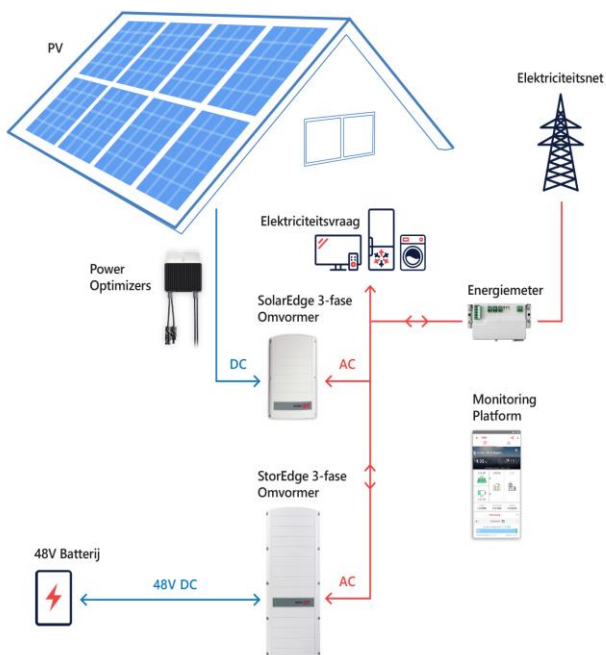 PV
Elektriciteitsnet
Elektriciteitsvraag
Power
Optimizers
Energiemeter
SolarEdge 3-fase
Omvormer
DC
AC
Monitoring
Platform
StorEdge 3-fase
Omvormer
48V Batterij
48V DC
AC